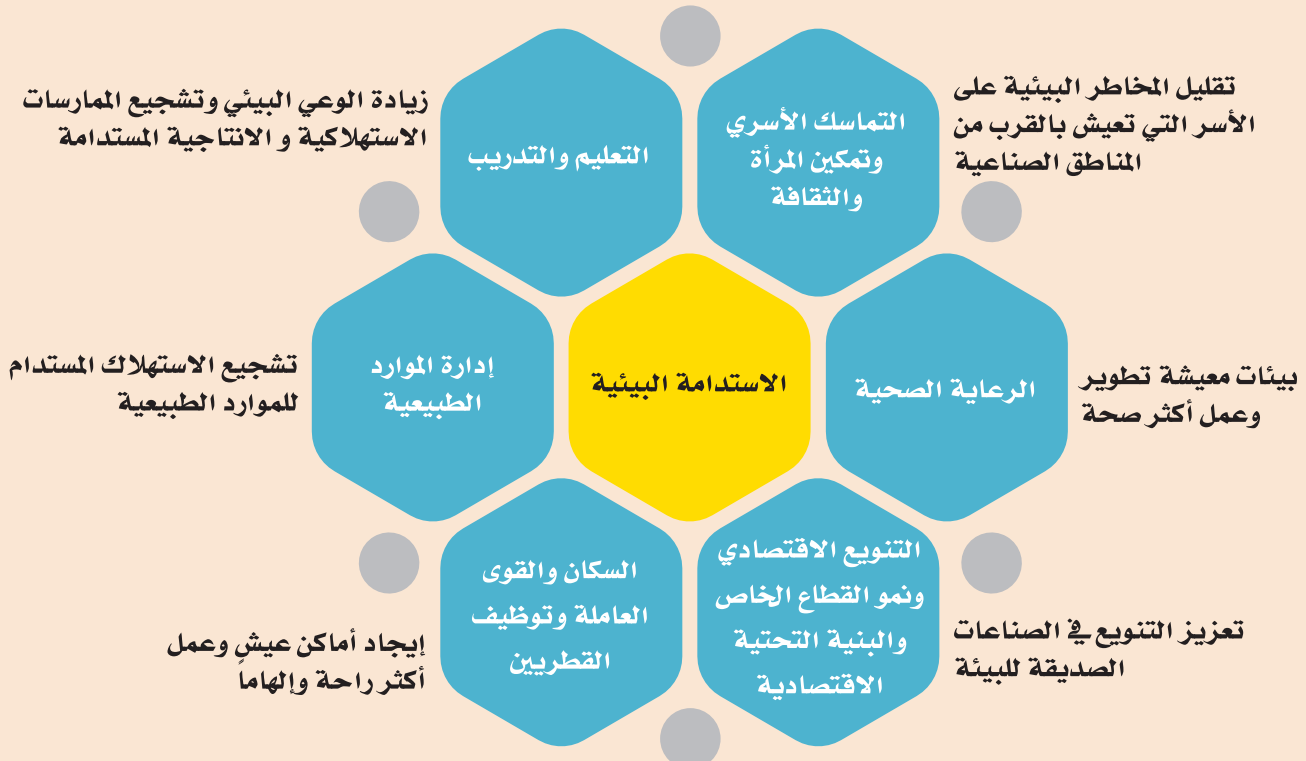 تقليل المخاطر البيئية على
الأسر التي تعيش بالقرب من
المناطق الصناعية
التماسك الأسري
وتمكين المرأة
والثقافة
التعليم والتدريب
زيادة الوعي البيئي وتشجيع الممارسات
الاستهلاكية و الانتاجية المستدامة
بيئات معيشة تطوير
وعمل أكثر صحة
الرعاية الصحية
الاستدامة البيئية
إدارة الموارد
الطبيعية
تشجيع الاستهلاك المستدام
للموارد الطبيعية
تعزيز التنويع في الصناعات
الصديقة للبيئة
التنويع الاقتصادي
ونمو القطاع الخاص
والبنية التحتية
الاقتصادية
السكان والقوى
العاملة وتوظيف
القطريين
إيجاد أماكن عيشٍ وعمل
أكثر راحة وإلهاماً